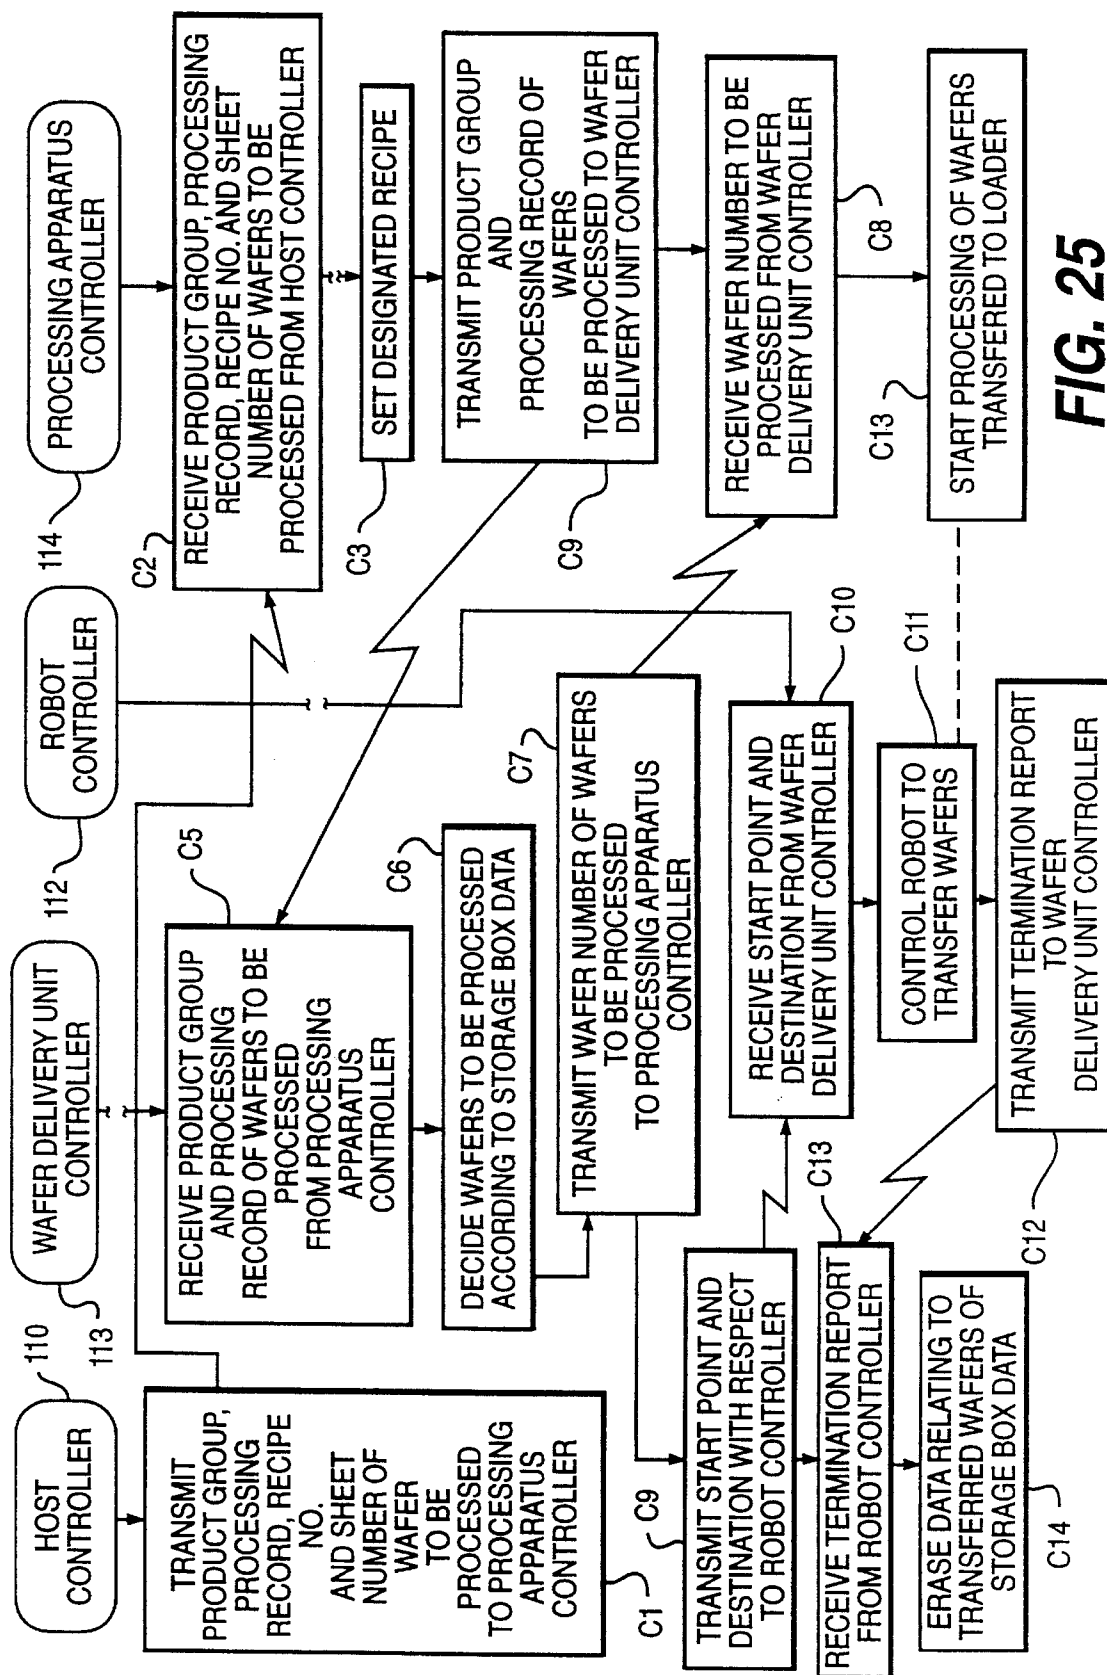 HOST
CONTROLLER
110
TRANSMIT
PRODUCT GROUP,
PROCESSING
RECORD, RECIPE
NO.
AND SHEET
NUMBER OF
WAFER
TO BE
PROCESSED
TO PROCESSING
APPARATUS
CONTROLLER
C1
WAFER DELIVERY UNIT
CONTROLLER
113
RECEIVE PRODUCT GROUP
AND PROCESSING
RECORD OF WAFERS TO BE
PROCESSED
FROM PROCESSING
APPARATUS
CONTROLLER
C5
DECIDE WAFERS TO BE PROCESSED
ACCORDING TO STORAGE BOX DATA
C6
TRANSMIT WAFER NUMBER OF WAFERS
TO BE PROCESSED
TO PROCESSING APPARATUS
CONTROLLER
C7
TRANSMIT START POINT AND
DESTINATION WITH RESPECT
TO ROBOT CONTROLLER
C9
RECEIVE TERMINATION REPORT
FROM ROBOT CONTROLLER
C13
ERASE DATA RELATING TO
TRANSFERRED WAFERS OF
STORAGE BOX DATA
C14
ROBOT
CONTROLLER
112
RECEIVE START POINT AND
DESTINATION FROM WAFER
DELIVERY UNIT CONTROLLER
C10
CONTROL ROBOT TO
TRANSFER WAFERS
C11
TRANSMIT TERMINATION REPORT
TO WAFER
DELIVERY UNIT CONTROLLER
C12
PROCESSING APPARATUS
CONTROLLER
114
RECEIVE PRODUCT GROUP, PROCESSING
RECORD, RECIPE NO. AND SHEET
NUMBER OF WAFERS TO BE
PROCESSED FROM HOST CONTROLLER
C2
SET DESIGNATED RECIPE
C3
TRANSMIT PRODUCT GROUP
AND
PROCESSING RECORD OF
WAFERS
TO BE PROCESSED TO WAFER
DELIVERY UNIT CONTROLLER
C9
RECEIVE WAFER NUMBER TO BE
PROCESSED FROM WAFER
DELIVERY UNIT CONTROLLER
C8
START PROCESSING OF WAFERS
TRANSFERED TO LOADER
C13
FIG. 25